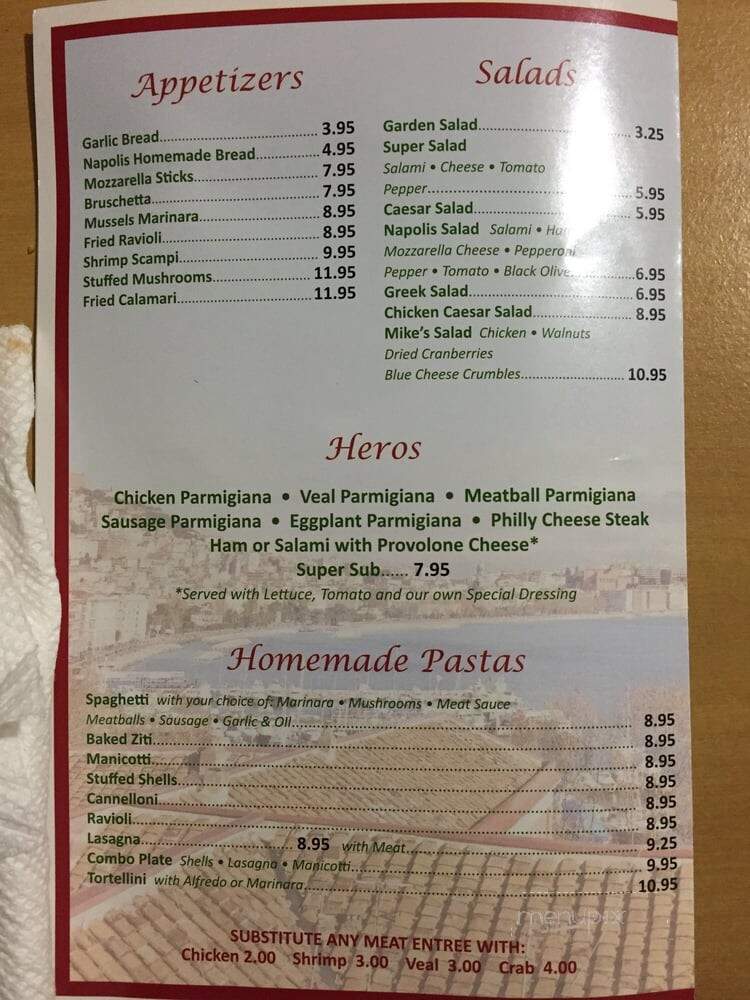 Appetizers
Garlic Bread 3.95
Napolis Homemade Bread 4.95
Mozzarella Sticks 7.95
Bruschetta 7.95
Mussels Marinara 8.95
Fried Ravioli 8.95
Shrimp Scampi 9.95
Stuffed Mushrooms 11.95
Fried Calamari 11.95
Salads
Garden Salad 3.25
Super Salad
Salami • Cheese • Tomato
Pepper 5.95
Caesar Salad 5.95
Napolis Salad Salami •
Mozzarella Cheese • Pepperoni
Pepper • Tomato • Black Olive 6.95
Greek Salad 6.95
Chicken Caesar Salad 8.95
Mike's Salad Chicken • Walnuts
Dried Cranberries
Blue Cheese Crumbles 10.95
Heros
Chicken Parmigiana • Veal Parmigiana • Meatball Parmigiana
Sausage Parmigiana • Eggplant Parmigiana • Philly Cheese Steak
Ham or Salami with Provolone Cheese*
Super Sub...... 7.95
*Served with Lettuce, Tomato and our own Special Dressing
Homemade Pastas
Spaghetti with your choice of: Marinara • Mushrooms • Meat Sauce
Meatballs • Sausage • Garlic & Oil 8.95
Baked Ziti 8.95
Manicotti 8.95
Stuffed Shells 8.95
Cannelloni 8.95
Ravioli 8.95
Lasagna 8.95 with Meat 9.25
Combo Plate Shells • Lasagna • Manicotti 9.95
Tortellini with Alfredo or Marinara 10.95
SUBSTITUTE ANY MEAT ENTREE WITH:
Chicken 2.00 Shrimp 3.00 Veal 3.00 Crab 4.00
menupix